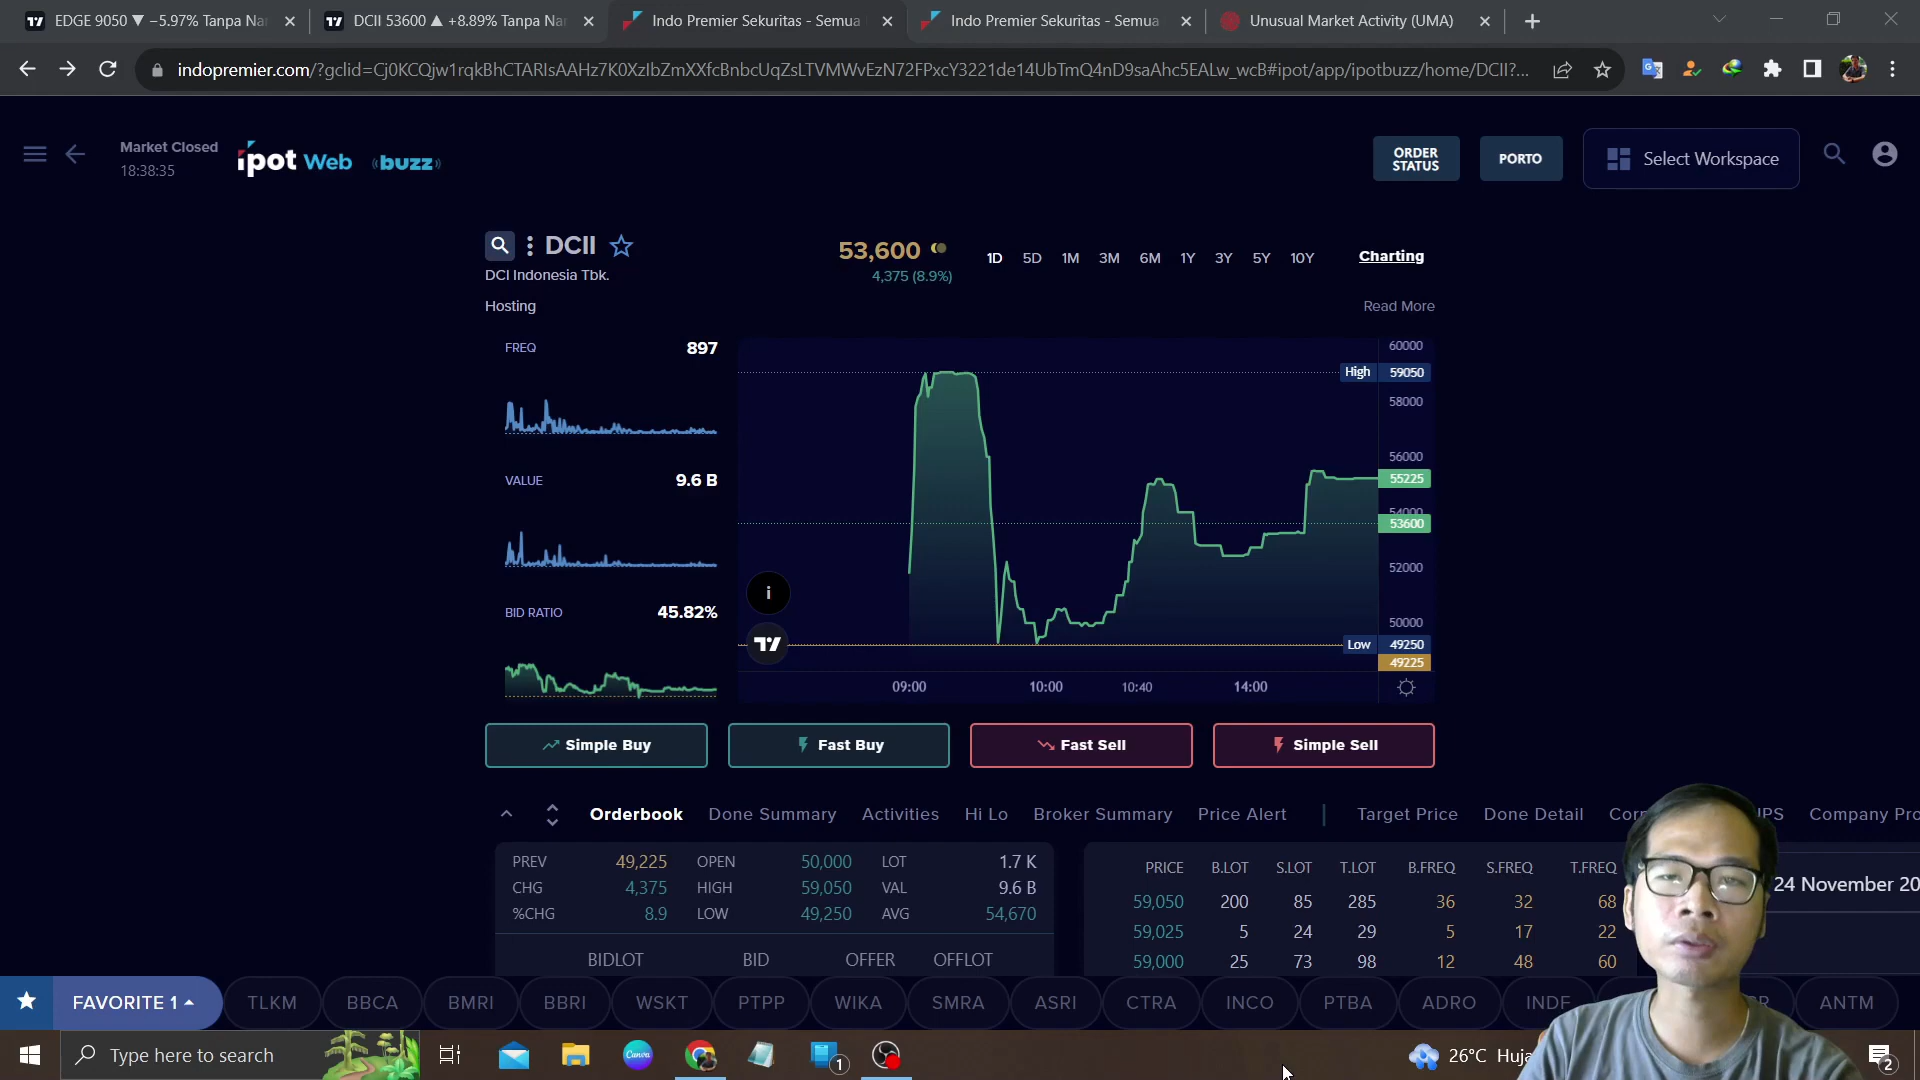 EDGE 9050 ▼ −5.97% Tanpa Na
DCII 53600 ▲ +8.89% Tanpa Na
Indo Premier Sekuritas - Semua
Indo Premier Sekuritas - Semua
Unusual Market Activity (UMA)
indopremier.com/?gclid=Cj0KCQjw1rqkBhCTARIsAAHz7K0XzIbZmXXfcBnbcUqZsLTVMWvEzN72FPxcY3221de14UbTmQ4nD9saAhc5EALw_wcB#ipot/app/ipotbuzz/home/DCII?...
Market Closed
18:38:35
ipot Web buzz
ORDER
STATUS
PORTO
Select Workspace
DCII
DCI Indonesia Tbk.
Hosting
53,600
4,375 (8.9%)
1D 5D 1M 3M 6M 1Y 3Y 5Y 10Y
Charting
Read More
FREQ 897
VALUE 9.6 B
BID RATIO 45.82%
60000
High 59050
58000
56000
55225
54000
53600
52000
50000
Low 49250
49225
09:00 10:00 10:40 14:00
Simple Buy
Fast Buy
Fast Sell
Simple Sell
Orderbook Done Summary Activities Hi Lo Broker Summary Price Alert Target Price Done Detail Cor IPS Company Pro
PREV 49,225 OPEN 50,000 LOT 1.7 K
CHG 4,375 HIGH 59,050 VAL 9.6 B
%CHG 8.9 LOW 49,250 AVG 54,670
BIDLOT BID OFFER OFFLOT
PRICE B.LOT S.LOT T.LOT B.FREQ S.FREQ T.FREQ
59,050 200 85 285 36 32 68
59,025 5 24 29 5 17 22
59,000 25 73 98 12 48 60
24 November 20
FAVORITE 1 TLKM BBCA BMRI BBRI WSKT PTPP WIKA SMRA ASRI CTRA INCO PTBA ADRO INDF ANTM
Type here to search
1
26°C Huja
2